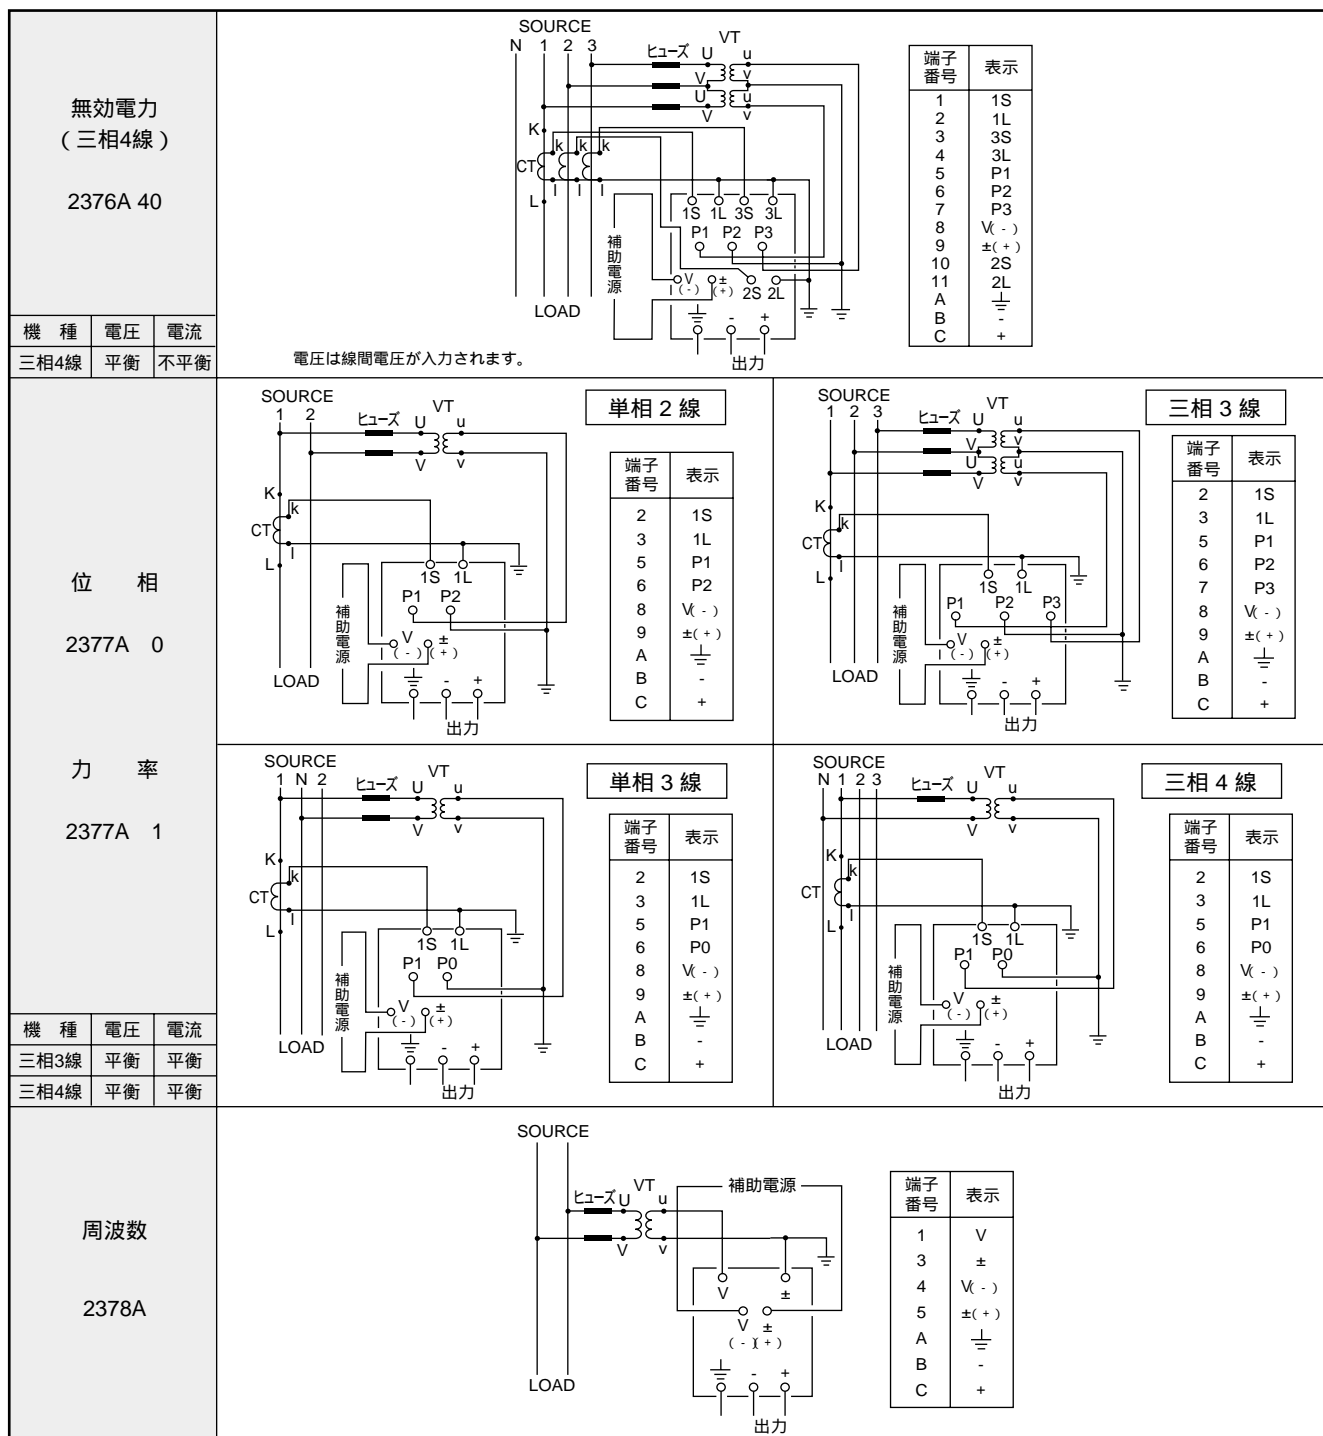 無効電力
(三相4線)
2376A 40
機 種 電圧 電流
三相4線 平衡 不平衡
SOURCE
N 1 2 3
ヒューズ U VT u
V v
U u
V v
K
k k k
CT
l l l
L
1S 1L 3S 3L
P1 P2 P3
補助電源
V ± 2S 2L
(-) (+)
- +
LOAD
出力
電圧は線間電圧が入力されます。
端子番号 表示
1 1S
2 1L
3 3S
4 3L
5 P1
6 P2
7 P3
8 V(-)
9 ±(+)
10 2S
11 2L
A ⏚
B -
C +
位 相
2377A 0
力 率
2377A 1
機 種 電圧 電流
三相3線 平衡 平衡
三相4線 平衡 平衡
単相2線
SOURCE
1 2
ヒューズ U VT u
V v
K
k
CT
l
L
1S 1L
P1 P2
補助電源
V ±
(-) (+)
- +
LOAD
出力
端子番号 表示
2 1S
3 1L
5 P1
6 P2
8 V(-)
9 ±(+)
A ⏚
B -
C +
三相3線
SOURCE
1 2 3
ヒューズ U VT u
V v
U u
V v
K
k
CT
l
L
1S 1L
P1 P2 P3
補助電源
V ±
(-) (+)
- +
LOAD
出力
端子番号 表示
2 1S
3 1L
5 P1
6 P2
7 P3
8 V(-)
9 ±(+)
A ⏚
B -
C +
単相3線
SOURCE
1 N 2
ヒューズ U VT u
V v
K
k
CT
l
L
1S 1L
P1 P0
補助電源
V ±
(-) (+)
- +
LOAD
出力
端子番号 表示
2 1S
3 1L
5 P1
6 P0
8 V(-)
9 ±(+)
A ⏚
B -
C +
三相4線
SOURCE
N 1 2 3
ヒューズ U VT u
V v
K
k
CT
l
L
1S 1L
P1 P0
補助電源
V ±
(-) (+)
- +
LOAD
出力
端子番号 表示
2 1S
3 1L
5 P1
6 P0
8 V(-)
9 ±(+)
A ⏚
B -
C +
周波数
2378A
SOURCE
ヒューズ U VT u
V v
補助電源
V ±
V ±
(-)(+)
- +
LOAD
出力
端子番号 表示
1 V
3 ±
4 V(-)
5 ±(+)
A ⏚
B -
C +